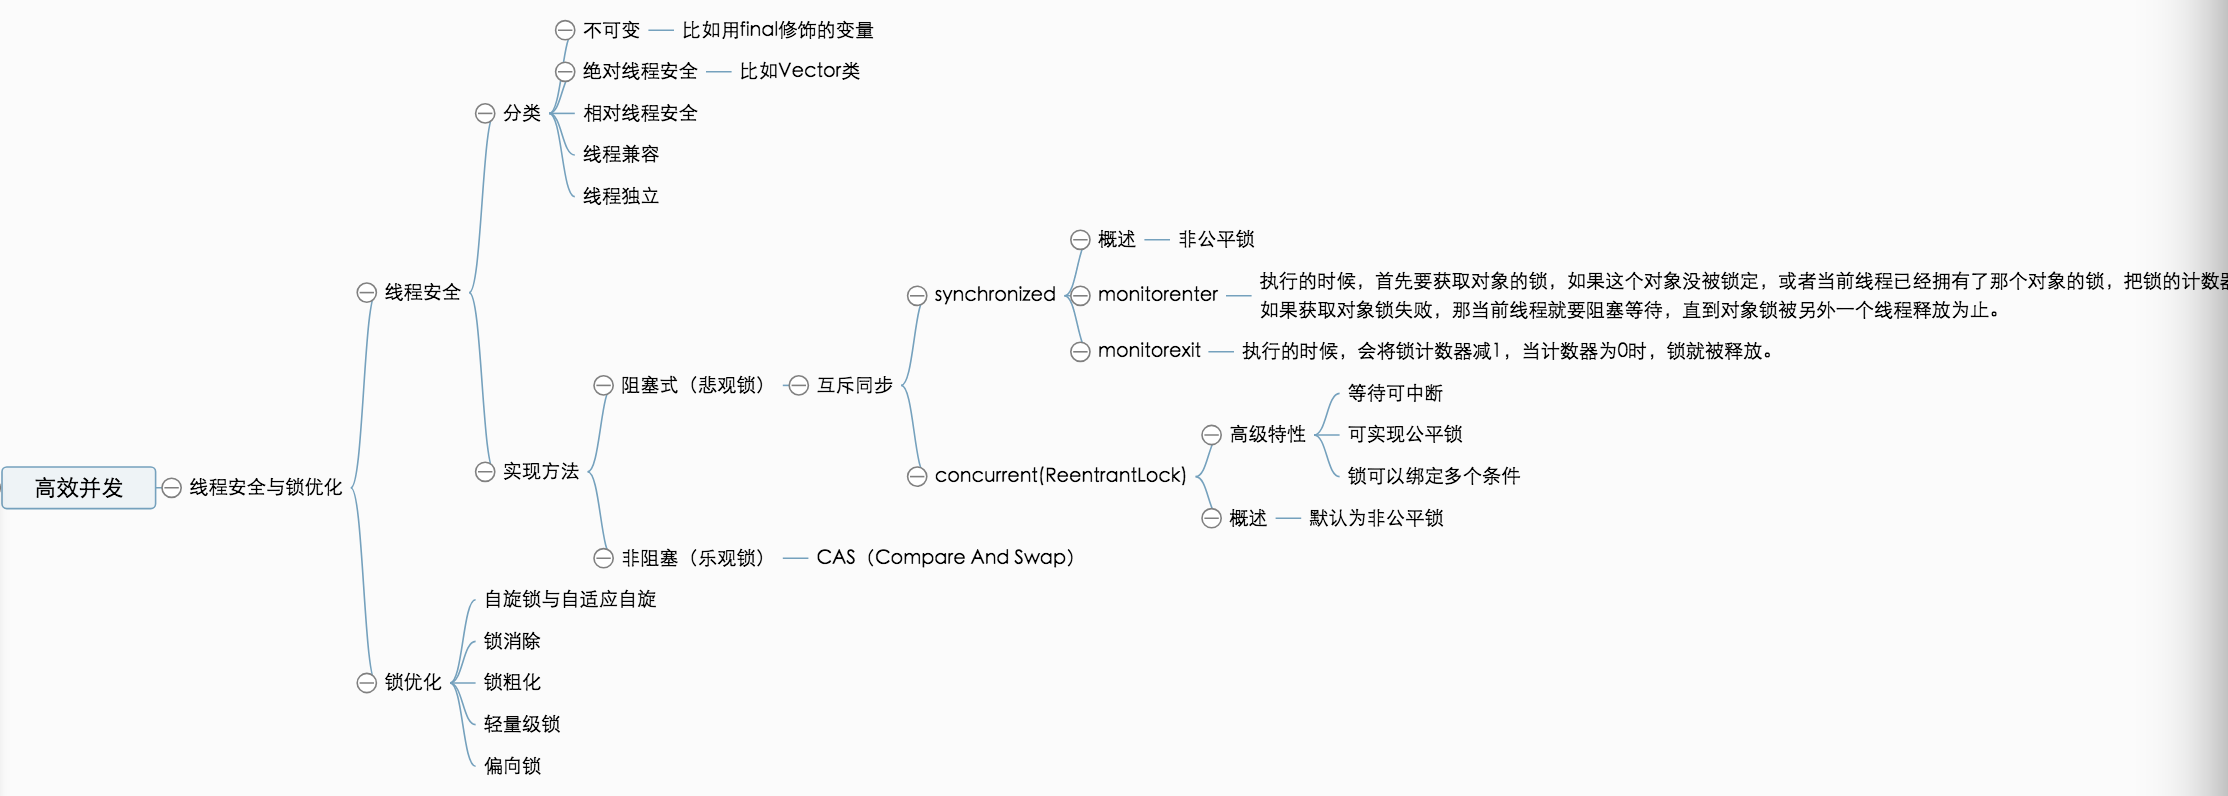 不可变
比如用final修饰的变量
绝对线程安全
比如Vector类
分类
相对线程安全
线程兼容
线程独立
线程安全
概述
非公平锁
synchronized
monitorenter
执行的时候，首先要获取对象的锁，如果这个对象没被锁定，或者当前线程已经拥有了那个对象的锁，把锁的计数器
如果获取对象锁失败，那当前线程就要阻塞等待，直到对象锁被另外一个线程释放为止。
monitorexit
执行的时候，会将锁计数器减1，当计数器为0时，锁就被释放。
阻塞式（悲观锁）
互斥同步
等待可中断
高级特性
可实现公平锁
锁可以绑定多个条件
concurrent(ReentrantLock)
概述
默认为非公平锁
实现方法
高效并发
线程安全与锁优化
非阻塞（乐观锁）
CAS（Compare And Swap）
自旋锁与自适应自旋
锁消除
锁优化
锁粗化
轻量级锁
偏向锁